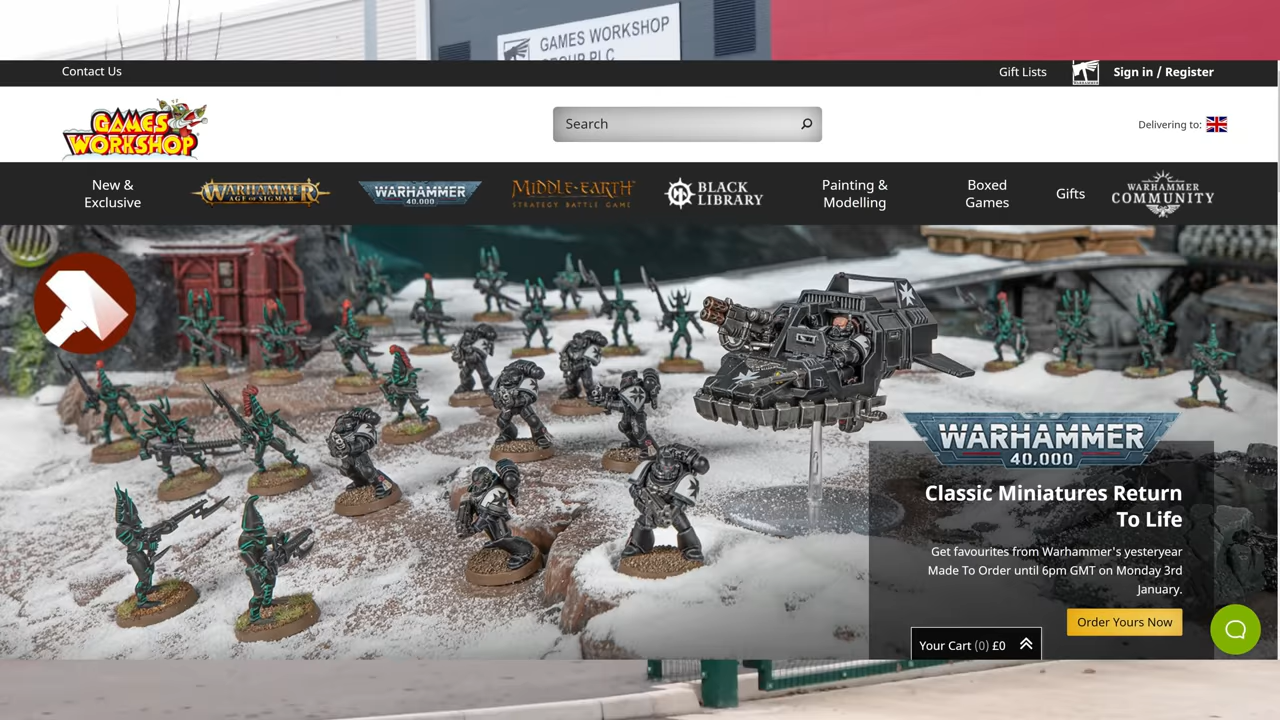 GAMES WORKSHOP
GROUP PLC
Contact Us
Gift Lists
Sign in / Register
GAMES
WORKSHOP
Search
Delivering to:
New &
Exclusive
WARHAMMER
AGE OF SIGMAR
WARHAMMER
40,000
MIDDLE-EARTH
STRATEGY BATTLE GAME
BLACK
LIBRARY
Painting &
Modelling
Boxed
Games
Gifts
WARHAMMER
COMMUNITY
WARHAMMER
40,000
Classic Miniatures Return
To Life
Get favourites from Warhammer's yesteryear
Made To Order until 6pm GMT on Monday 3rd
January.
Order Yours Now
Your Cart (0) £0